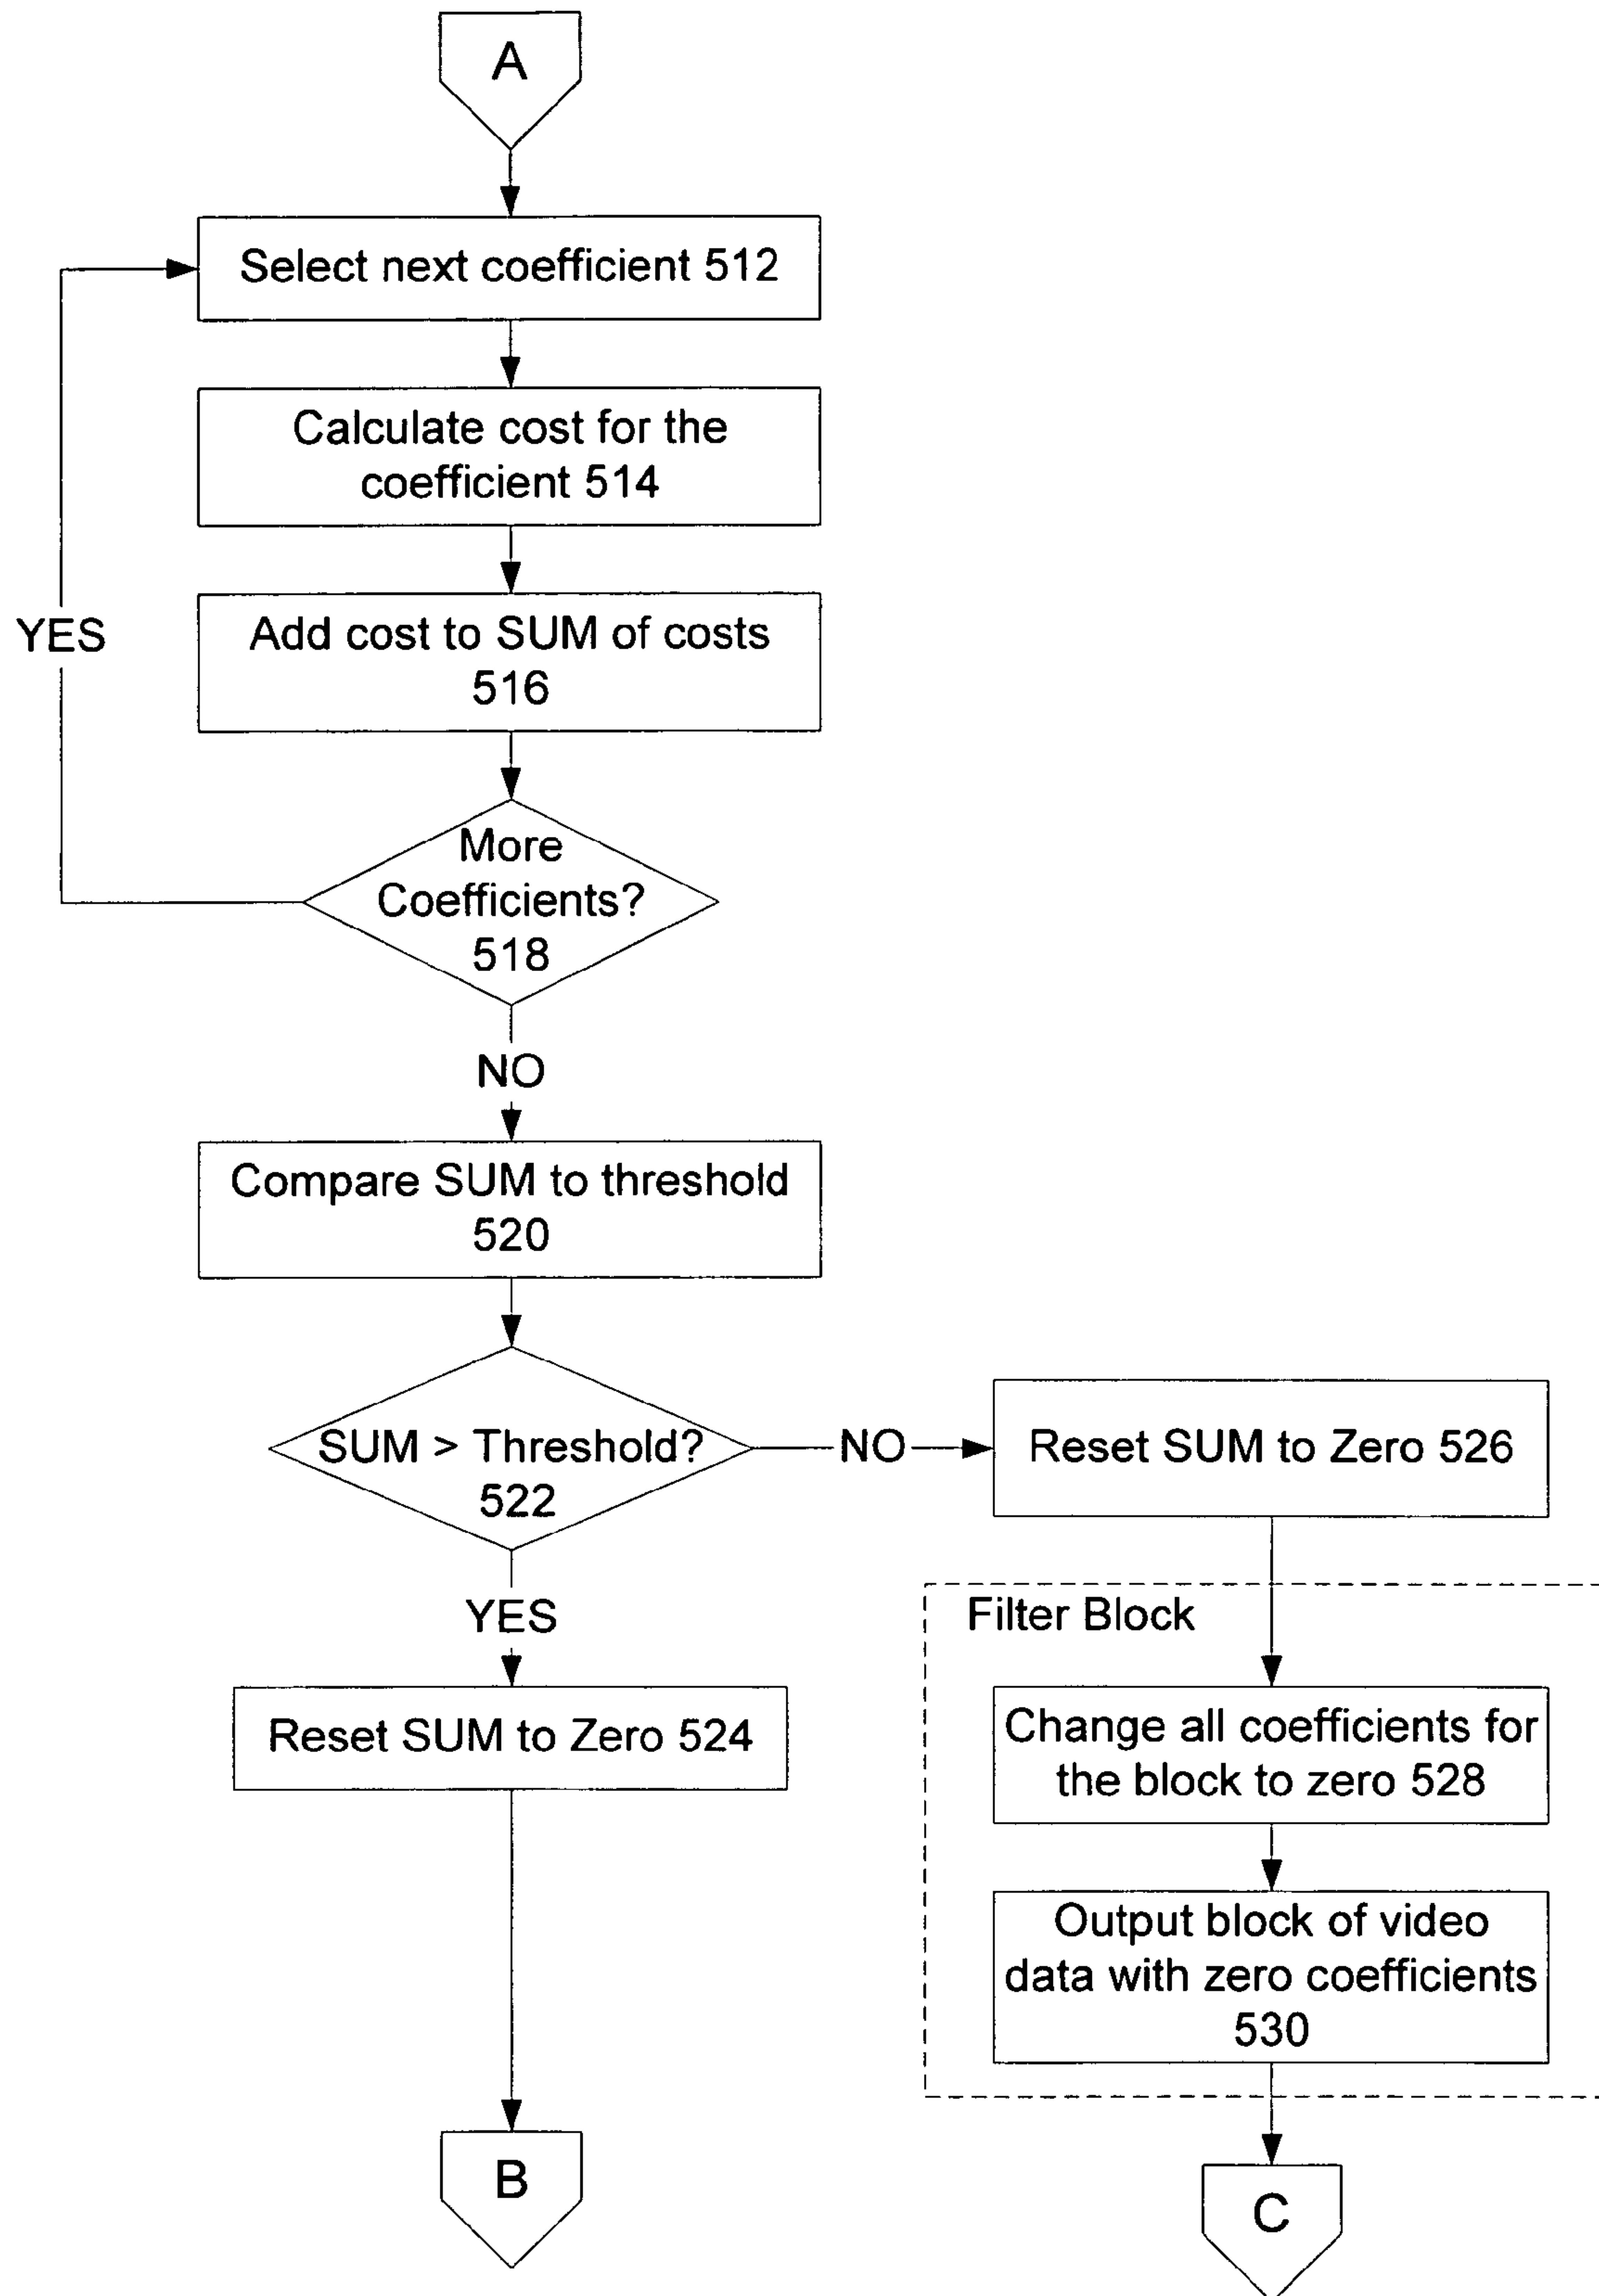 A
Select next coefficient 512
Calculate cost for the
coefficient 514
Add cost to SUM of costs
516
YES
More
Coefficients?
518
NO
Compare SUM to threshold
520
SUM > Threshold?
522
NO
Reset SUM to Zero 526
YES
Filter Block
Reset SUM to Zero 524
Change all coefficients for
the block to zero 528
Output block of video
data with zero coefficients
530
B
C